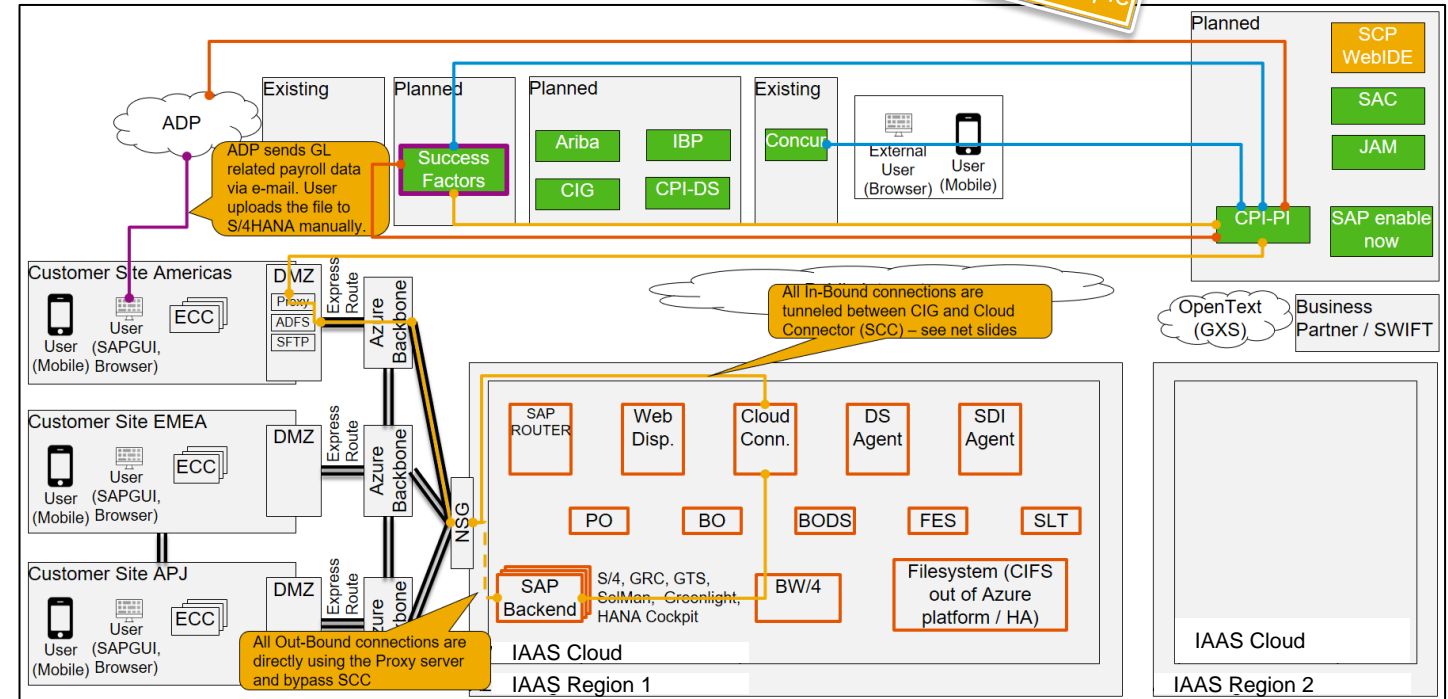 Planned
SCP
WebIDE
SAC
JAM
CPI-PI
SAP enable
now
Existing
Planned
Planned
Existing
ADP
ADP sends GL
related payroll data
via e-mail. User
uploads the file to
S/4HANA manually.
Success
Factors
Ariba
IBP
CIG
CPI-DS
Concur
External
User
(Browser)
User
(Mobile)
Customer Site Americas
User
(Mobile)
User
(SAPGUI,
Browser)
ECC
DMZ
Proxy
ADFS
SFTP
Express
Route
Azure
Backbone
All In-Bound connections are
tunneled between CIG and Cloud
Connector (SCC) – see net slides
OpenText
(GXS)
Business
Partner / SWIFT
Customer Site EMEA
User
(Mobile)
User
(SAPGUI,
Browser)
ECC
DMZ
Express
Route
Azure
Backbone
NSG
SAP
ROUTER
Web
Disp.
Cloud
Conn.
DS
Agent
SDI
Agent
PO
BO
BODS
FES
SLT
Customer Site APJ
User
(Mobile)
User
(SAPGUI,
Browser)
ECC
DMZ
Express
Route
SAP
Backend
S/4, GRC, GTS,
SolMan, Greenlight,
HANA Cockpit
BW/4
Filesystem (CIFS
out of Azure
platform / HA)
All Out-Bound connections are
directly using the Proxy server
and bypass SCC
IAAS Cloud
IAAS Region 1
IAAS Cloud
IAAS Region 2